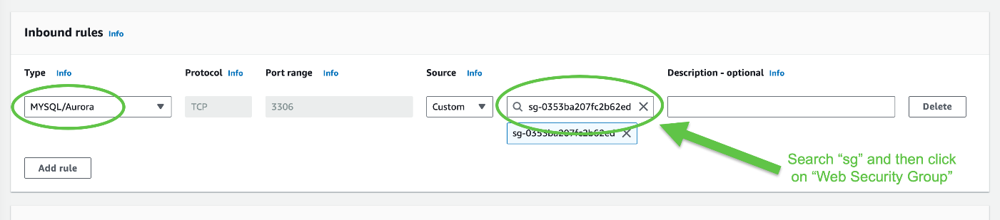 Inbound rules Info
Type Info Protocol Info Port range Info Source Info Description - optional Info
MYSQL/Aurora TCP 3306 Custom sg-0353ba207fc2b62ed Delete
sg-0353ba207fc2b62ed
Search “sg” and then click
on “Web Security Group”
Add rule